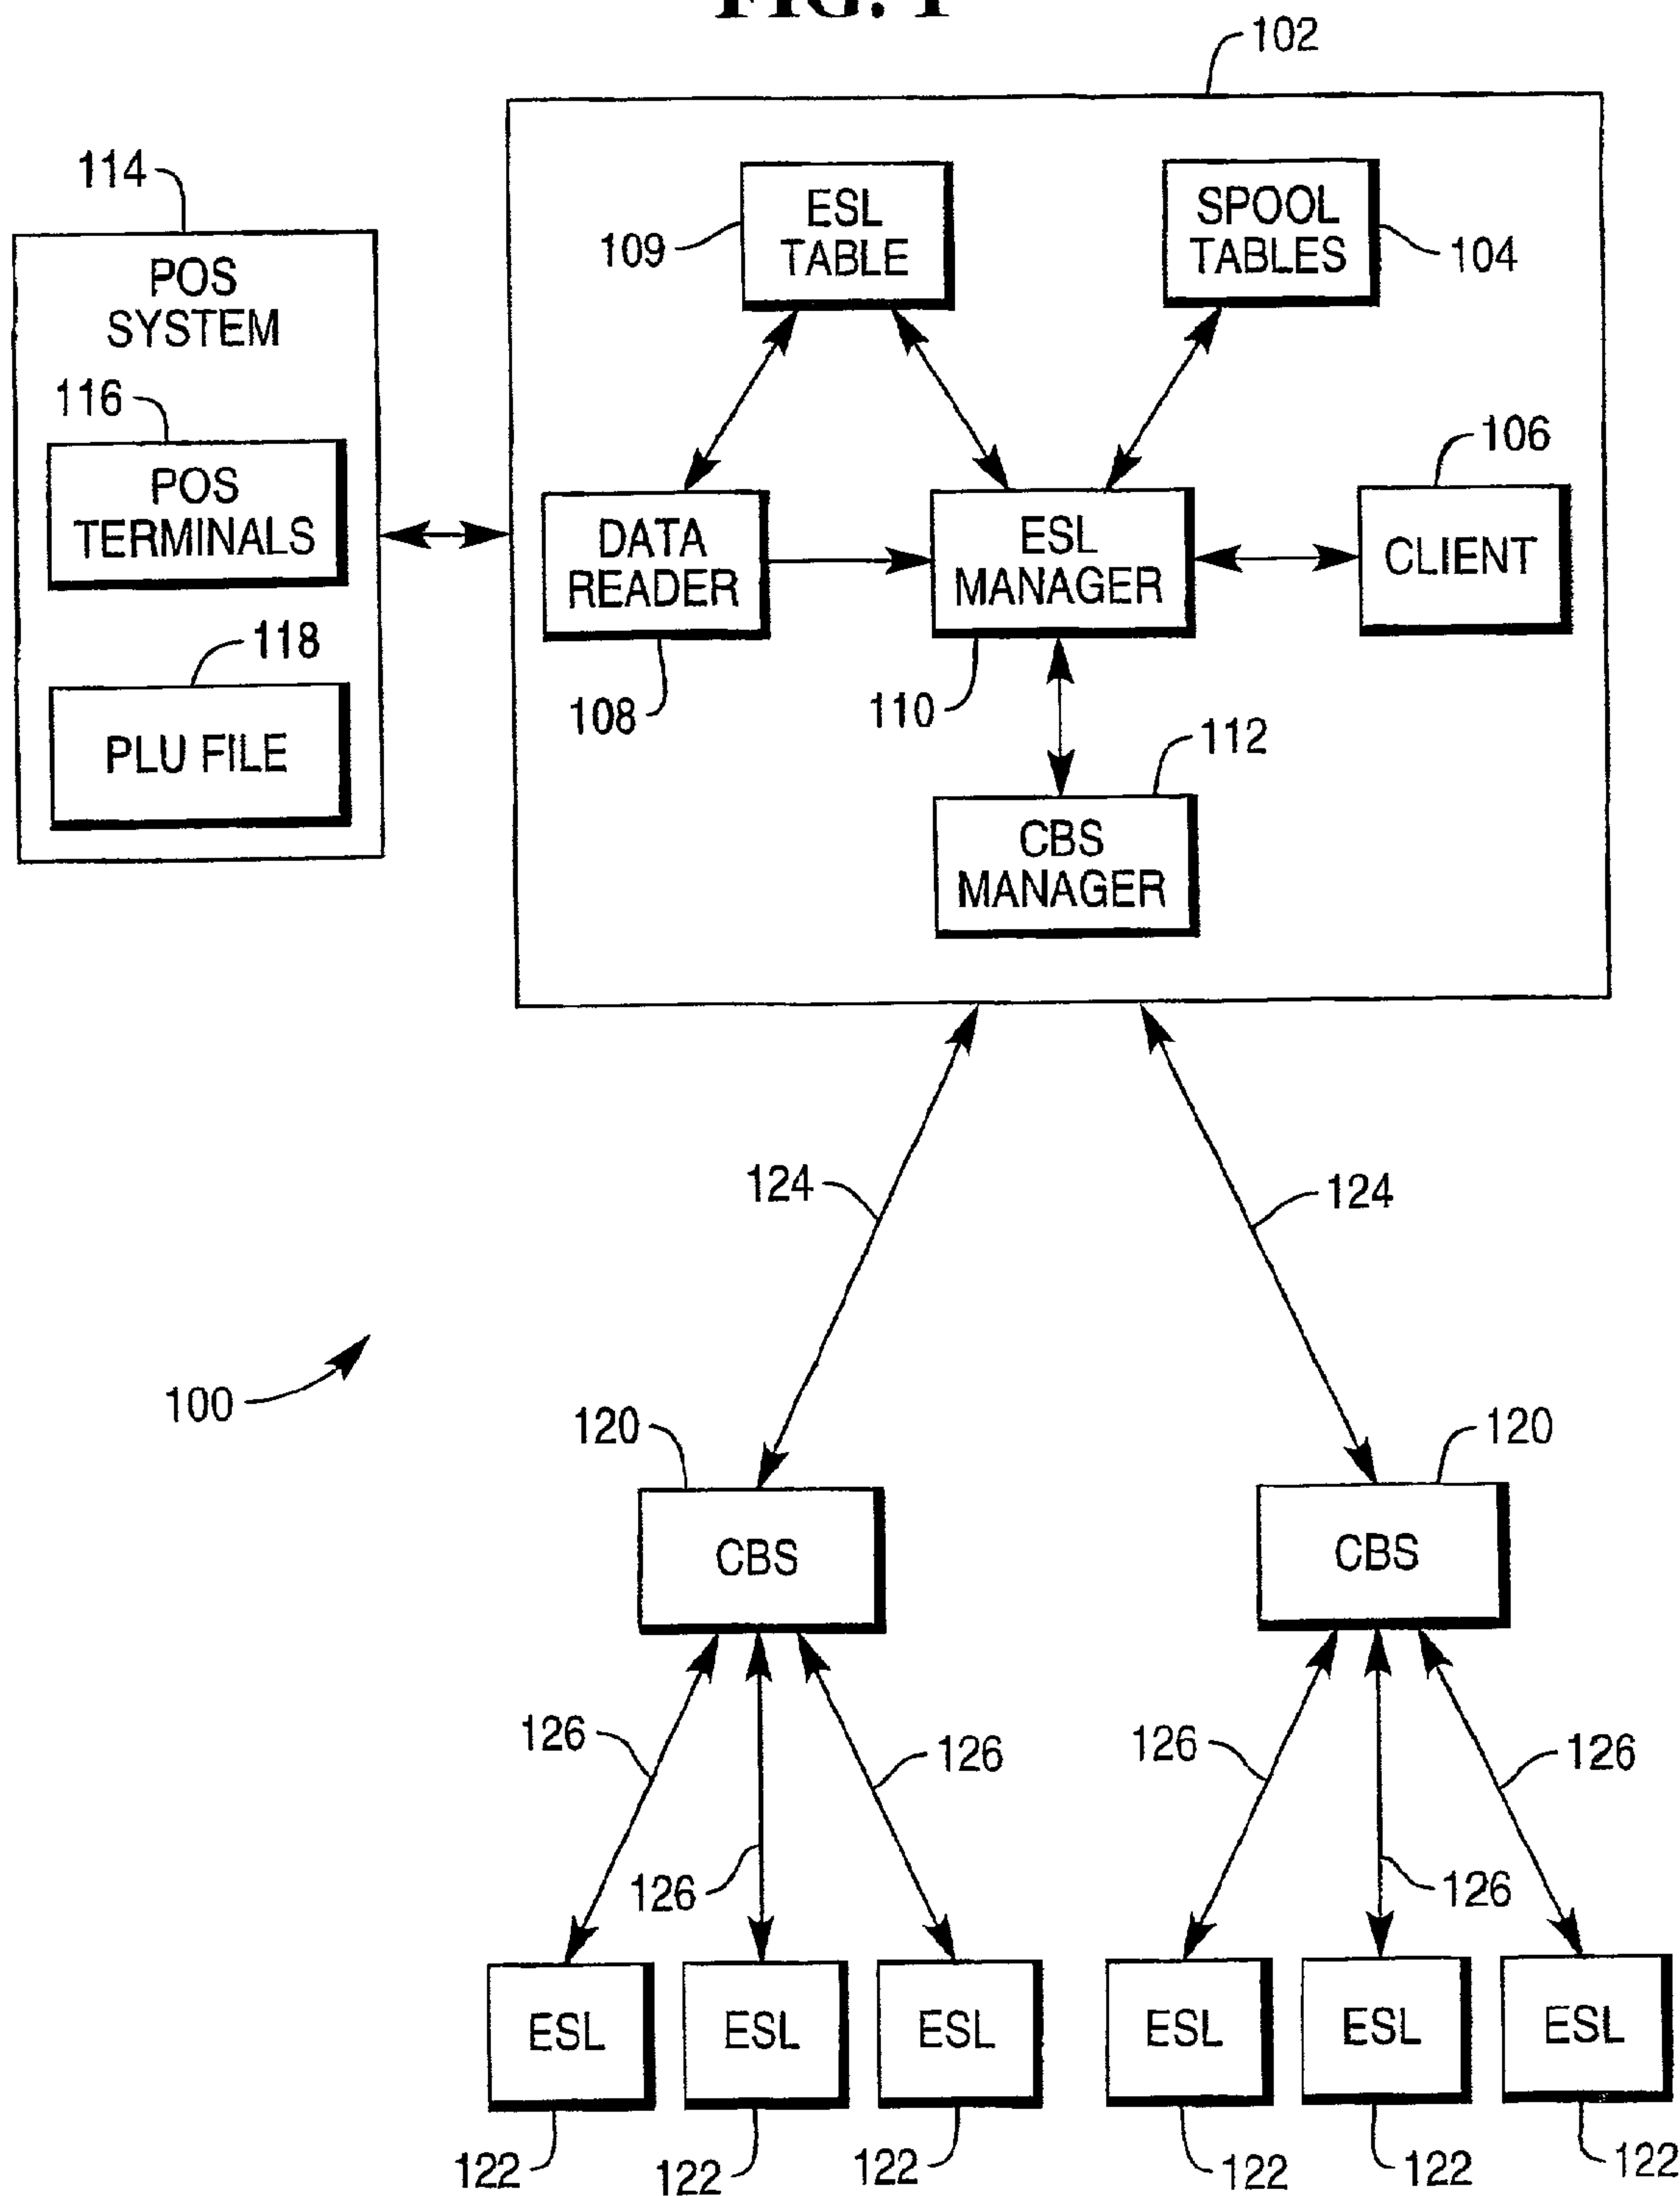 FIG. 1
102
114
POS
SYSTEM
116
POS
TERMINALS
118
PLU FILE
109
ESL
TABLE
SPOOL
TABLES
104
106
DATA
READER
ESL
MANAGER
CLIENT
108
110
112
CBS
MANAGER
124
124
100
120
120
CBS
CBS
126
126
126
126
126
126
ESL
ESL
ESL
ESL
ESL
ESL
122
122
122
122
122
122